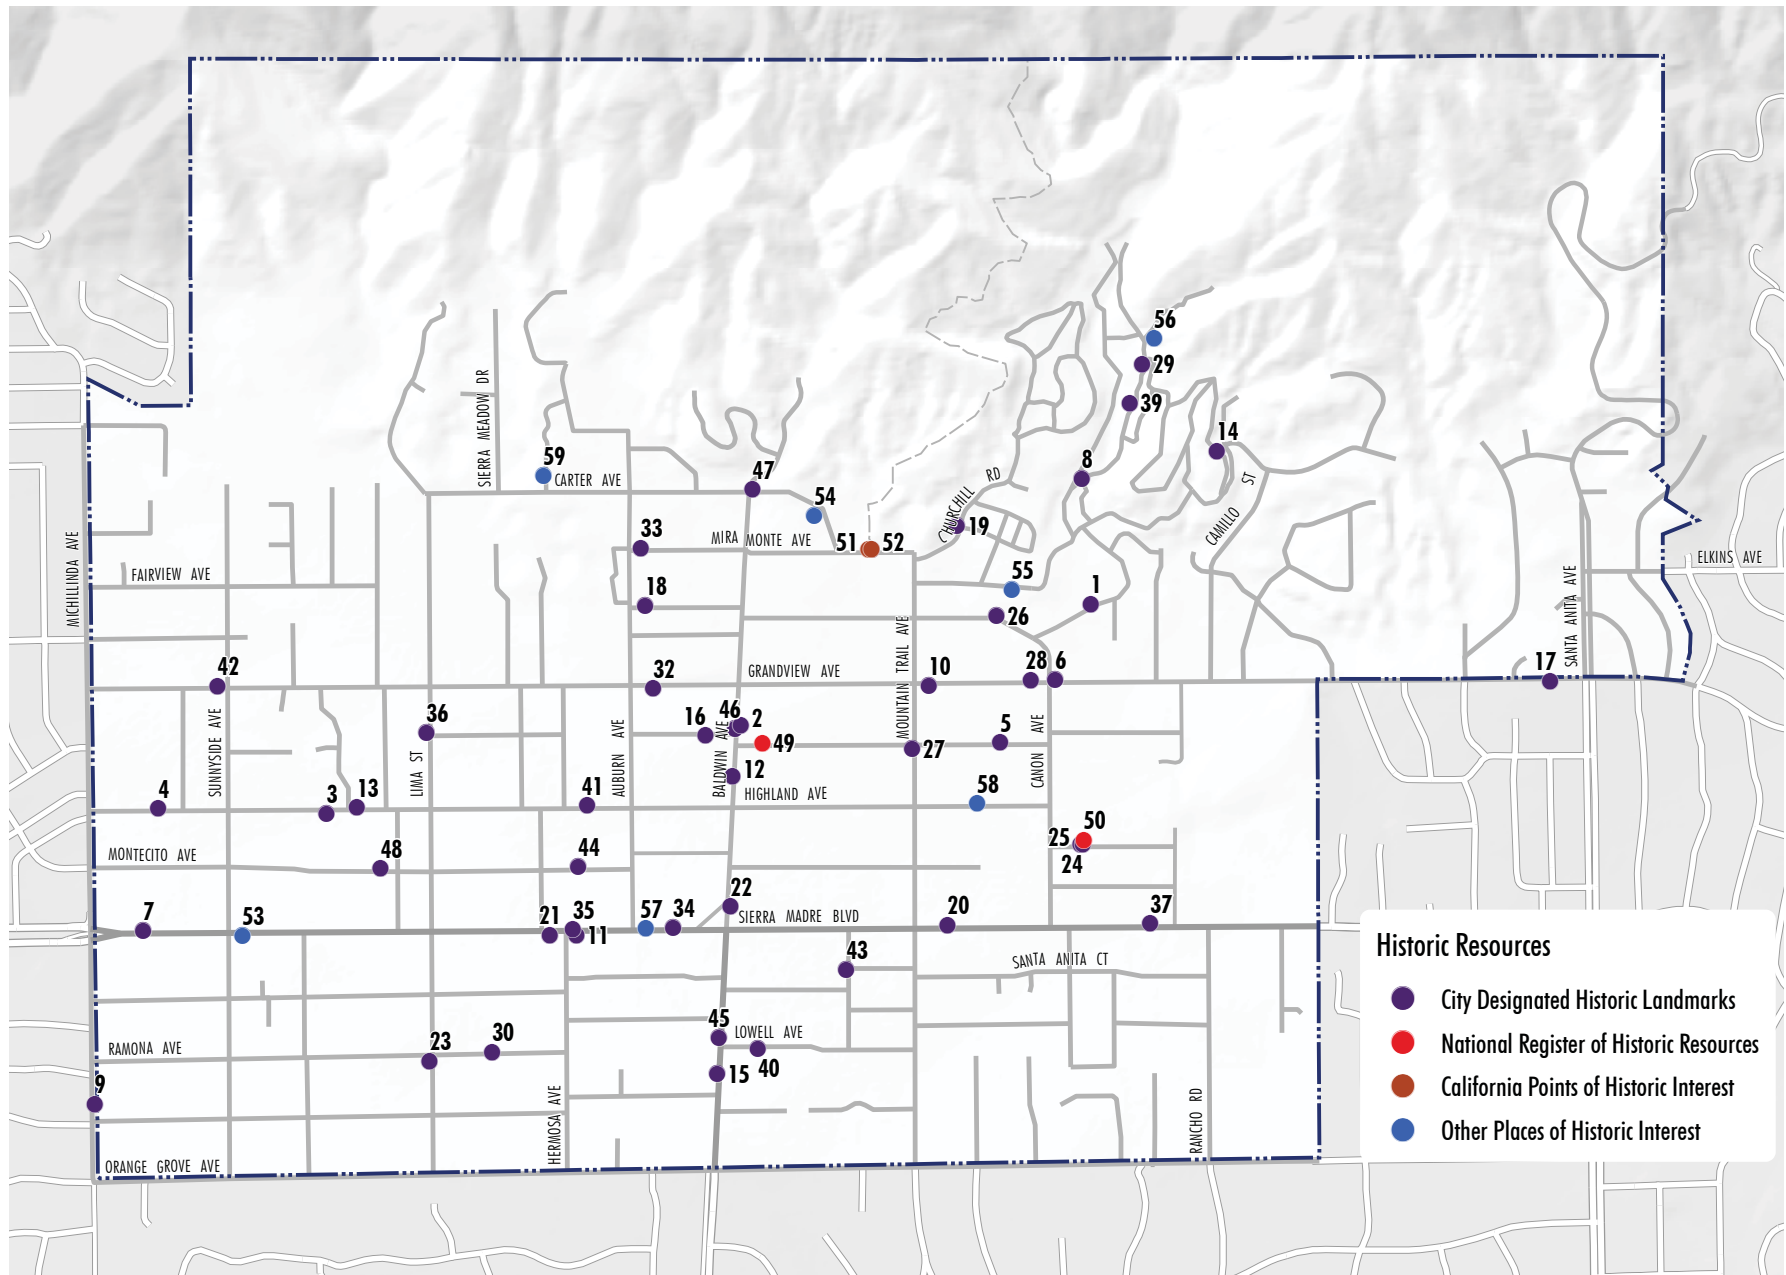 56
29
39
SIERRA MEADOW DR
14
59
CARTER AVE
47
8
54
CHURCHILL RD
CAMILLO ST
19
33
MIRA MONTE AVE
51
52
MICHILLINDA AVE
FAIRVIEW AVE
55
ELKINS AVE
18
1
26
SANTA ANITA AVE
MOUNTAIN TRAIL AVE
42
32
GRANDVIEW AVE
10
28
6
17
SUNNYSIDE AVE
36
LIMA ST
AUBURN AVE
16
46
2
BALDWIN AVE
49
27
5
CANON AVE
12
4
3
13
41
HIGHLAND AVE
58
50
25
24
MONTECITO AVE
48
44
22
7
53
21
35
11
57
34
SIERRA MADRE BLVD
20
37
43
SANTA ANITA CT
45
LOWELL AVE
40
15
RAMONA AVE
23
30
9
HERMOSA AVE
RANCHO RD
ORANGE GROVE AVE
Historic Resources
City Designated Historic Landmarks
National Register of Historic Resources
California Points of Historic Interest
Other Places of Historic Interest